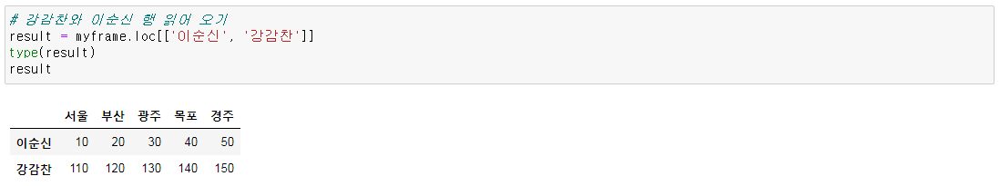 # 강감찬와 이순신 행 읽어 오기
result = myframe.loc[['이순신', '강감찬']]
type(result)
result
서울 부산 광주 목포 경주
이순신 10 20 30 40 50
강감찬 110 120 130 140 150